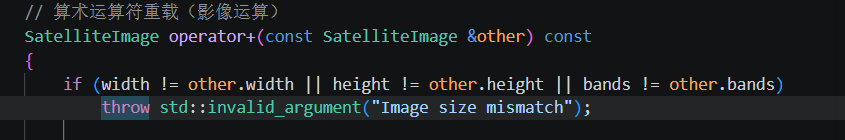 // 算术运算符重载（影像运算）
SatelliteImage operator+(const SatelliteImage &other) const
{
if (width != other.width || height != other.height || bands != other.bands)
throw std::invalid_argument("Image size mismatch");